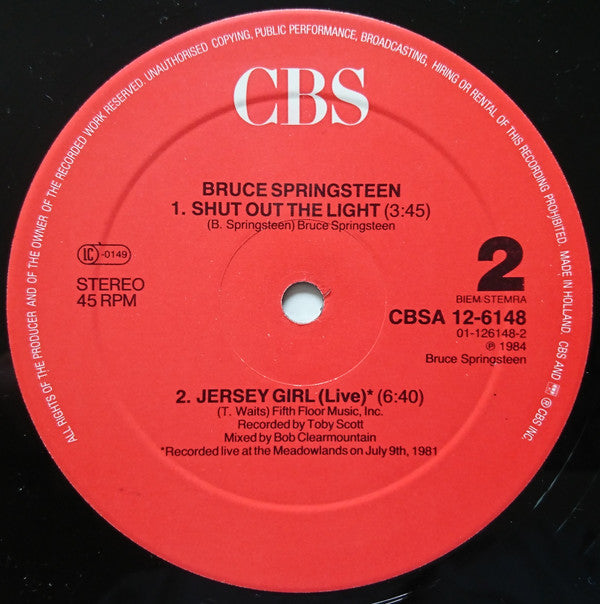 ALL RIGHTS OF THE PRODUCER AND OF THE OWNER OF THE RECORDED WORK RESERVED. UNAUTHORISED COPYING, PUBLIC PERFORMANCE, BROADCASTING, HIRING OR RENTAL OF THIS RECORDING PROHIBITED. MADE IN HOLLAND. CBS AND ® CBS INC.
CBS
BRUCE SPRINGSTEEN
1. SHUT OUT THE LIGHT (3:45)
(B. Springsteen) Bruce Springsteen
LC -0149
STEREO
45 RPM
2
BIEM/STEMRA
CBSA 12-6148
01-126148-2
℗ 1984
Bruce Springsteen
2. JERSEY GIRL (Live)* (6:40)
(T. Waits) Fifth Floor Music, Inc.
Recorded by Toby Scott
Mixed by Bob Clearmountain
*Recorded live at the Meadowlands on July 9th, 1981